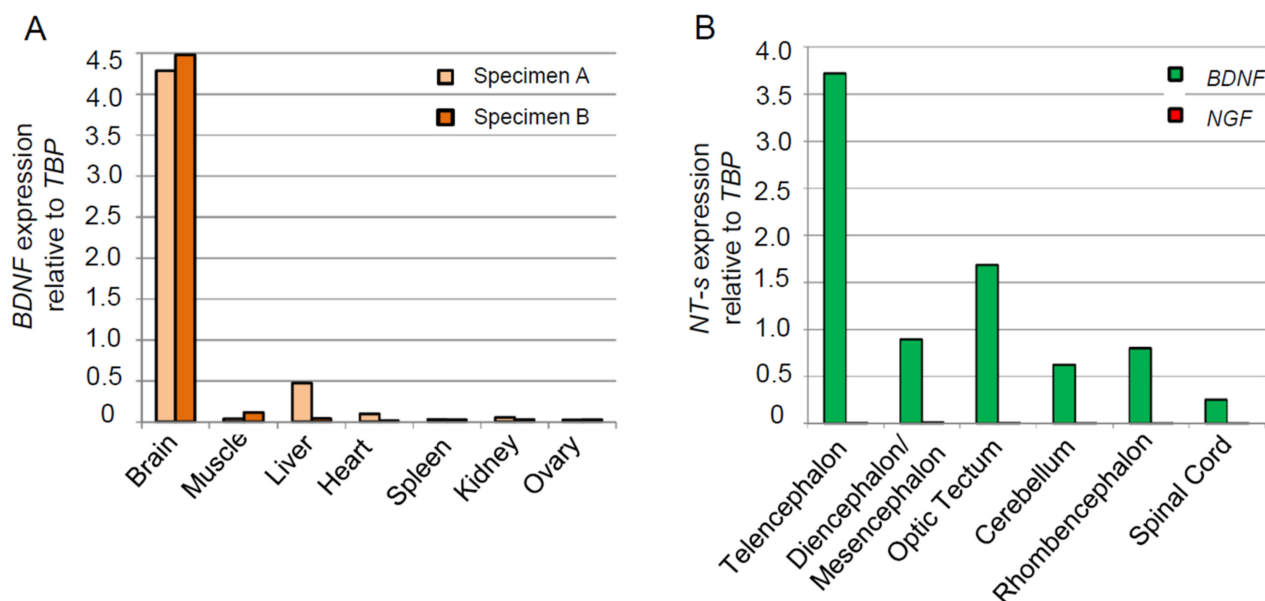 A
BDNF expression
relative to TBP
4.5
4.0
3.5
3.0
2.5
2.0
1.5
1.0
0.5
0
Specimen A
Specimen B
Brain
Muscle
Liver
Heart
Spleen
Kidney
Ovary
B
NT-s expression
relative to TBP
4.0
3.5
3.0
2.5
2.0
1.5
1.0
0.5
0
BDNF
NGF
Telencephalon
Diencephalon/
Mesencephalon
Optic Tectum
Cerebellum
Rhombencephalon
Spinal Cord